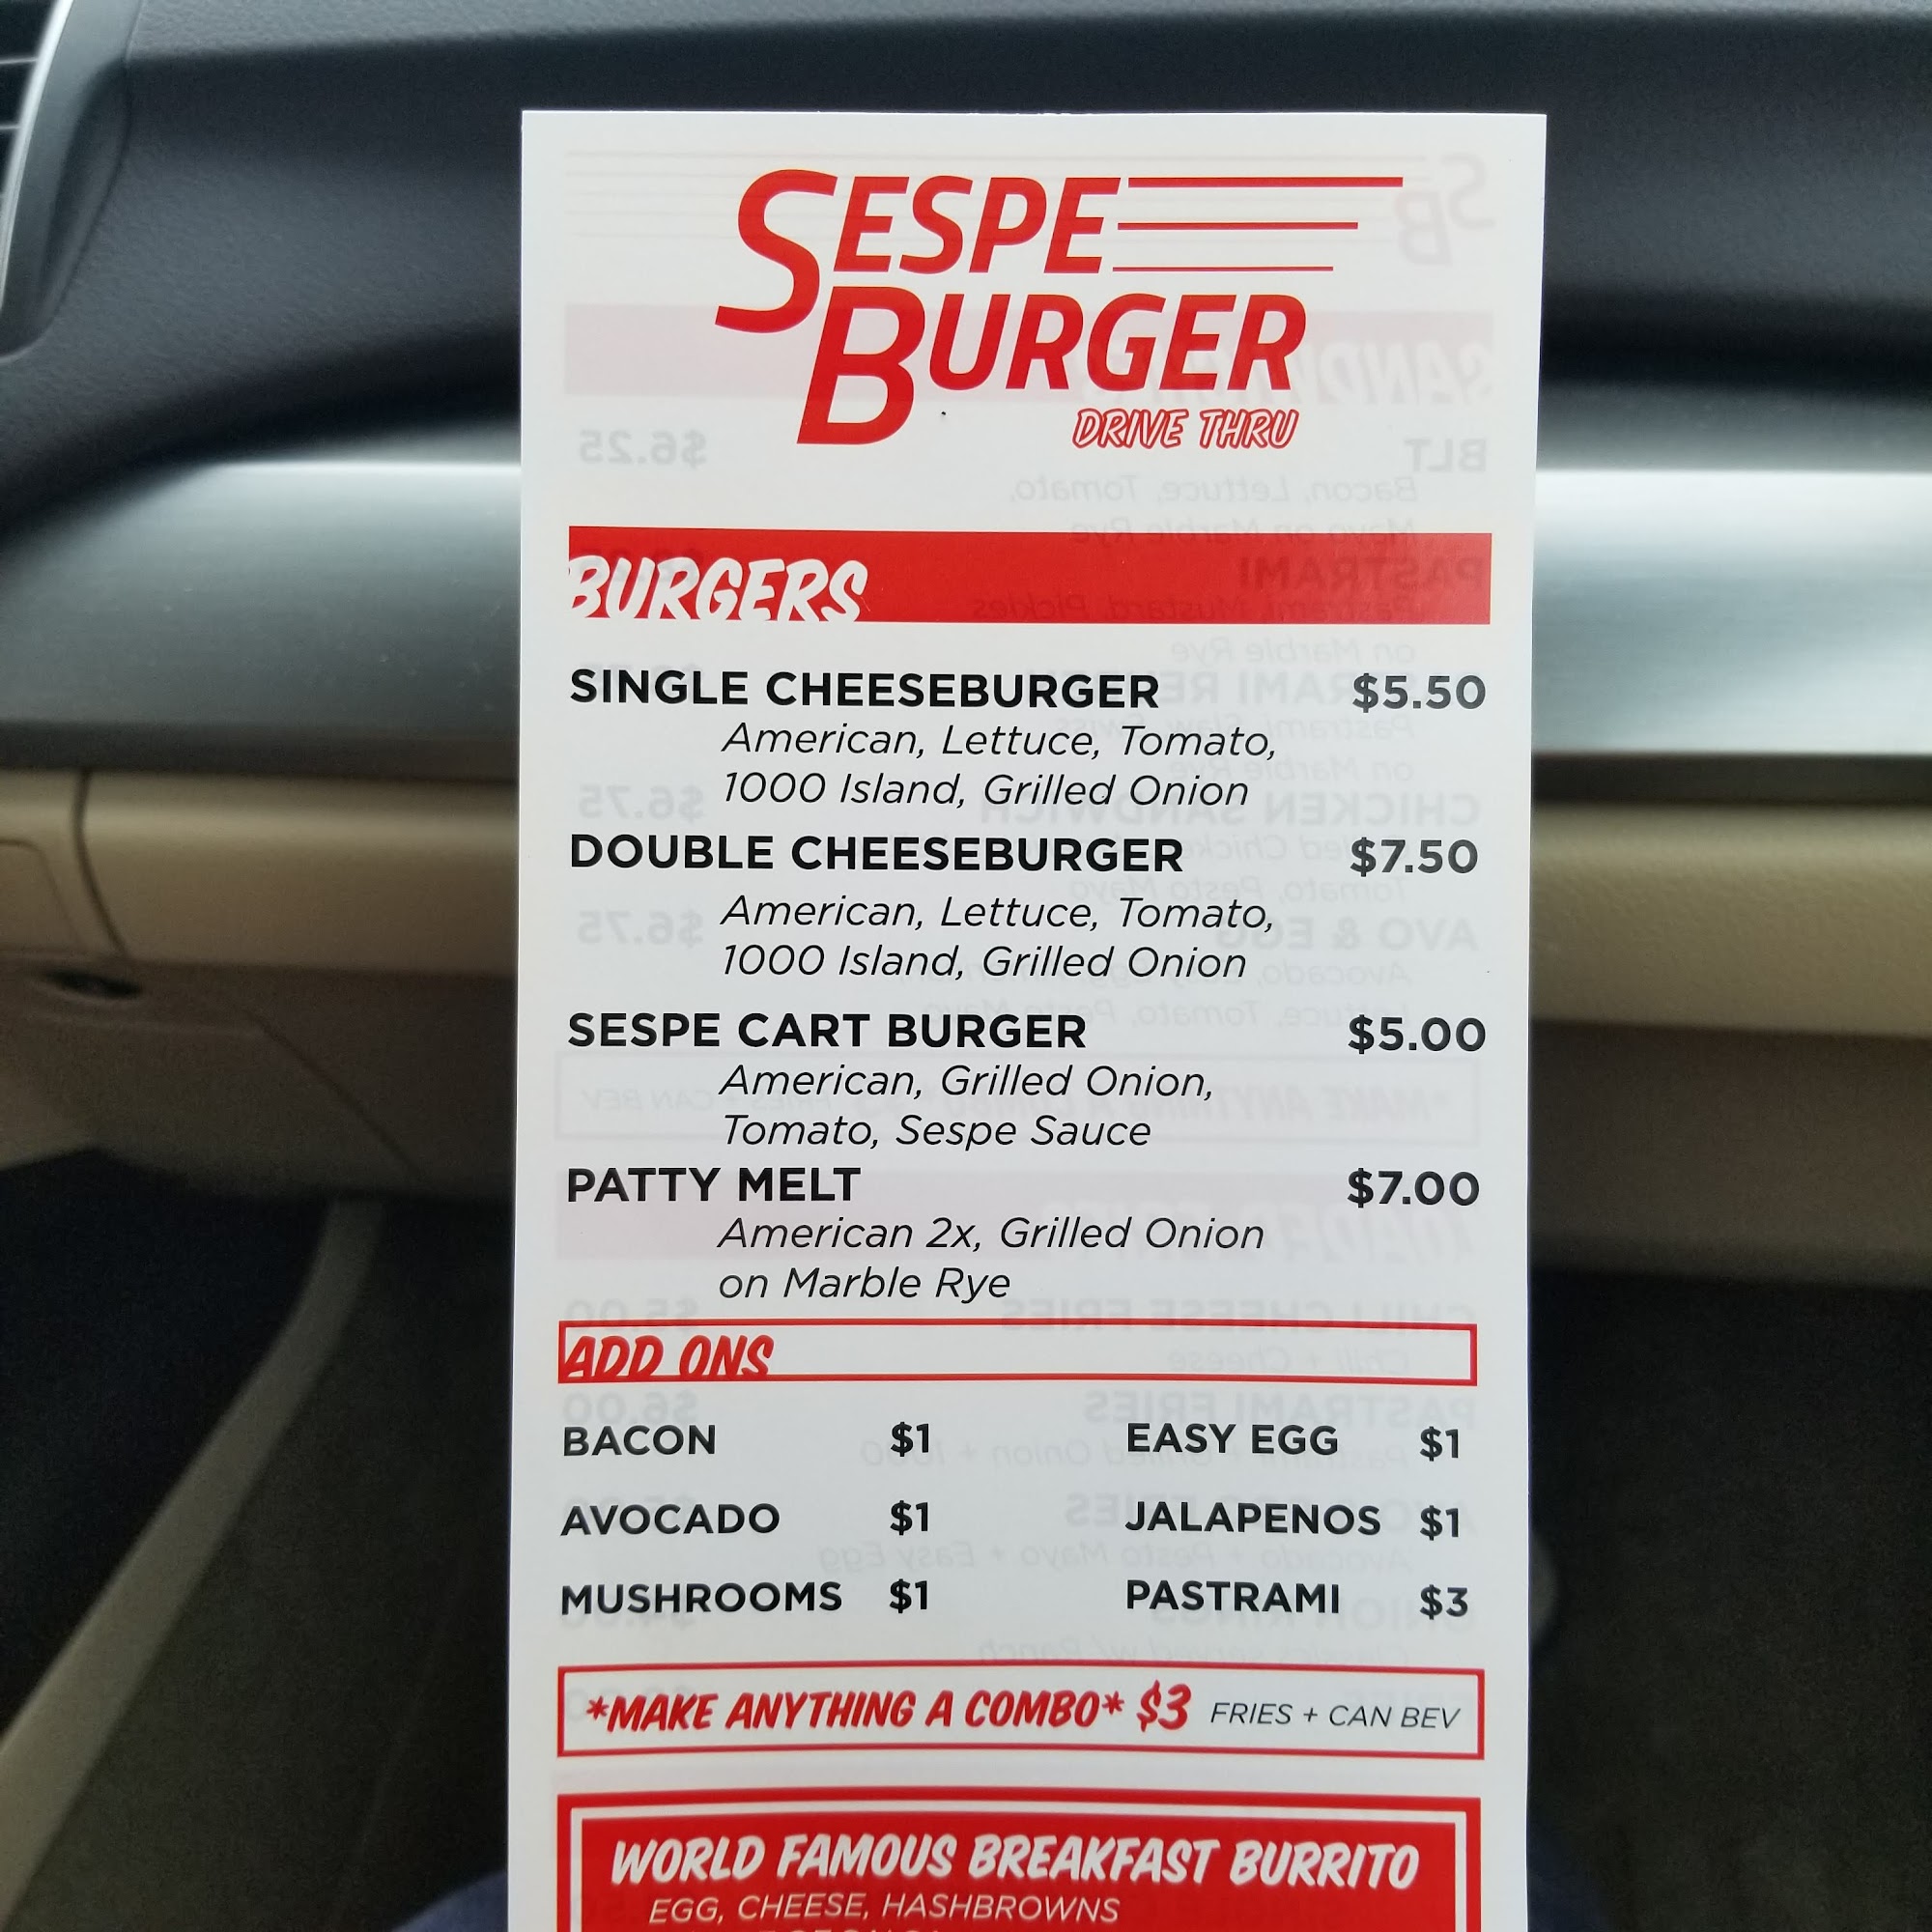 SESPE
BURGER
DRIVE THRU
BURGERS
SINGLE CHEESEBURGER $5.50
American, Lettuce, Tomato,
1000 Island, Grilled Onion
DOUBLE CHEESEBURGER $7.50
American, Lettuce, Tomato,
1000 Island, Grilled Onion
SESPE CART BURGER $5.00
American, Grilled Onion,
Tomato, Sespe Sauce
PATTY MELT $7.00
American 2x, Grilled Onion
on Marble Rye
ADD ONS
BACON $1 EASY EGG $1
AVOCADO $1 JALAPENOS $1
MUSHROOMS $1 PASTRAMI $3
*MAKE ANYTHING A COMBO* $3 FRIES + CAN BEV
WORLD FAMOUS BREAKFAST BURRITO
EGG, CHEESE, HASHBROWNS